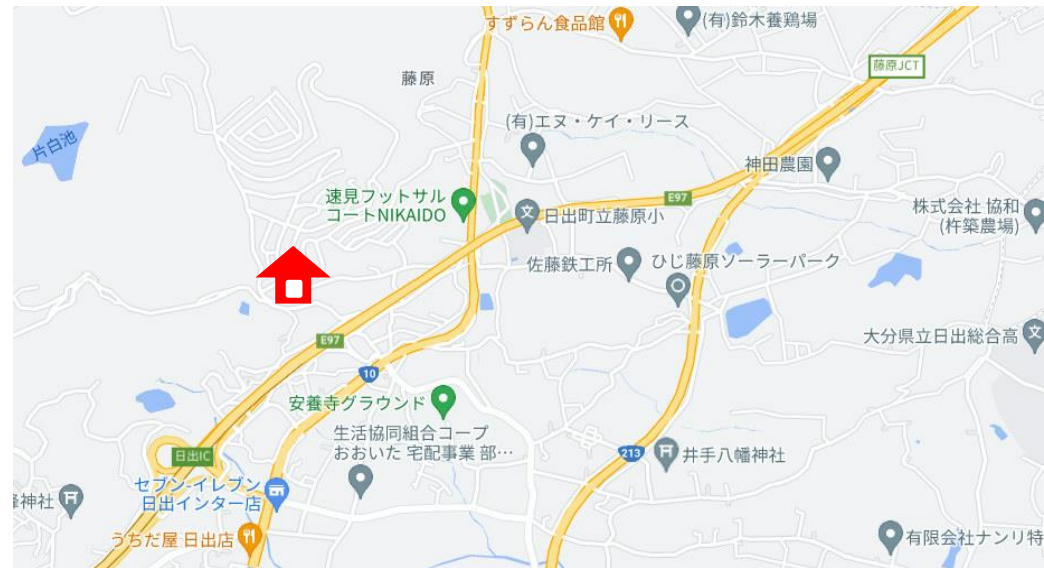 すずらん食品館
(有)鈴木養鶏場
藤原JCT
藤原
(有)エヌ・ケイ・リース
片白池
神田農園
速見フットサル
コートNIKAIDO
E97
日出町立藤原小
株式会社 協和
(杵築農場)
佐藤鉄工所
ひじ藤原ソーラーパーク
大分県立日出総合高
E97
10
安養寺グラウンド
生活協同組合コープ
おおいた 宅配事業 部…
213
井手八幡神社
日出IC
セブン-イレブン
日出インター店
神社
うちだ屋 日出店
有限会社ナンリ特